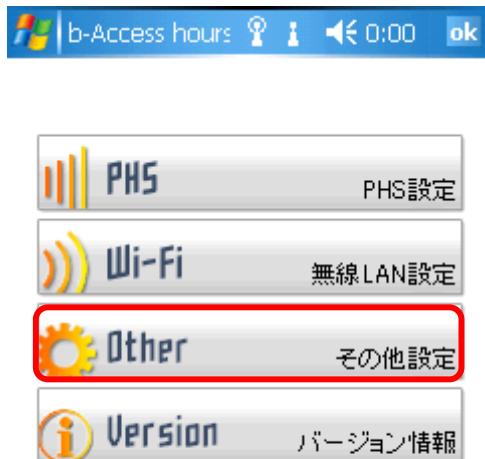 b-Access hours 0:00 ok
PHS
PHS設定
Wi-Fi
無線LAN設定
Other
その他設定
Version
バージョン情報